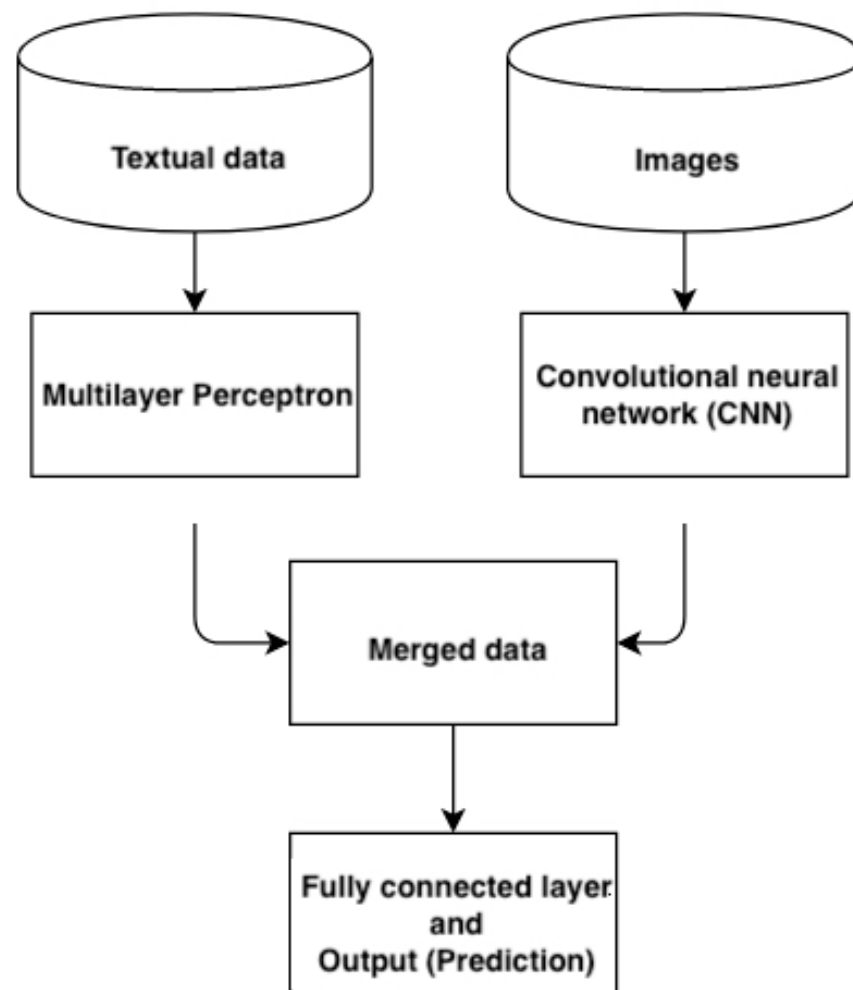 Textual data
Images
Multilayer Perceptron
Convolutional neural
network (CNN)
Merged data
Fully connected layer
and
Output (Prediction)